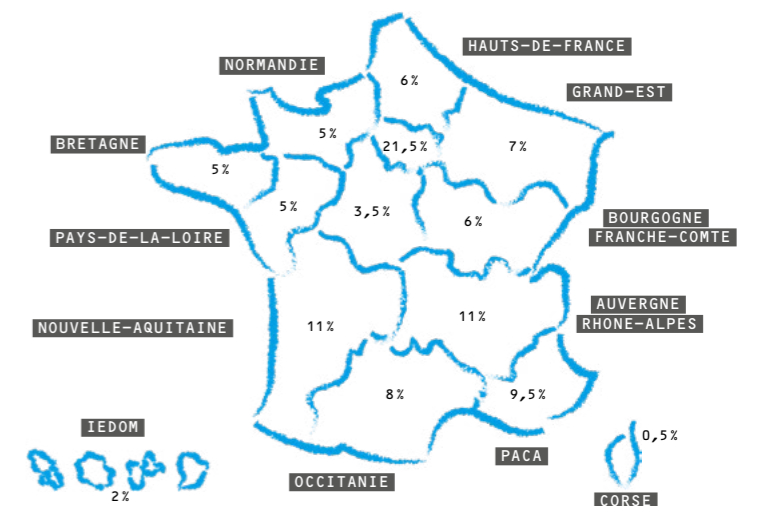 HAUTS-DE-FRANCE
NORMANDIE
6%
GRAND-EST
5%
BRETAGNE
21,5%
7%
5%
5%
3,5%
6%
BOURGOGNE
FRANCHE-COMTE
PAYS-DE-LA-LOIRE
AUVERGNE
RHONE-ALPES
11%
NOUVELLE-AQUITAINE
11%
8%
9,5%
IEDOM
0,5%
PACA
OCCITANIE
2%
CORSE